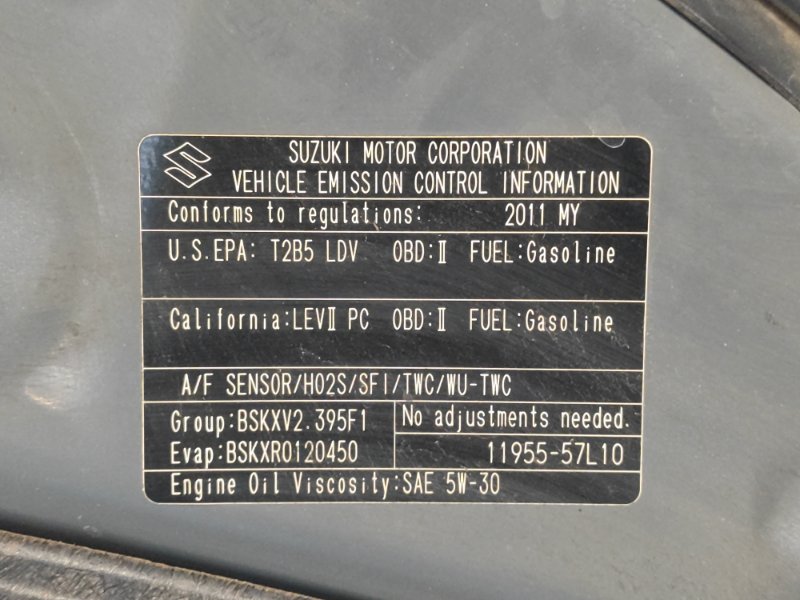 SUZUKI MOTOR CORPORATION
VEHICLE EMISSION CONTROL INFORMATION
Conforms to regulations: 2011 MY
U.S.EPA: T2B5 LDV OBD:Ⅱ FUEL:Gasoline
California:LEVⅡ PC OBD:Ⅱ FUEL:Gasoline
A/F SENSOR/HO2S/SFI/TWC/WU-TWC
Group:BSKXV2.395F1
No adjustments needed.
Evap:BSKXR0120450
11955-57L10
Engine Oil Viscosity:SAE 5W-30